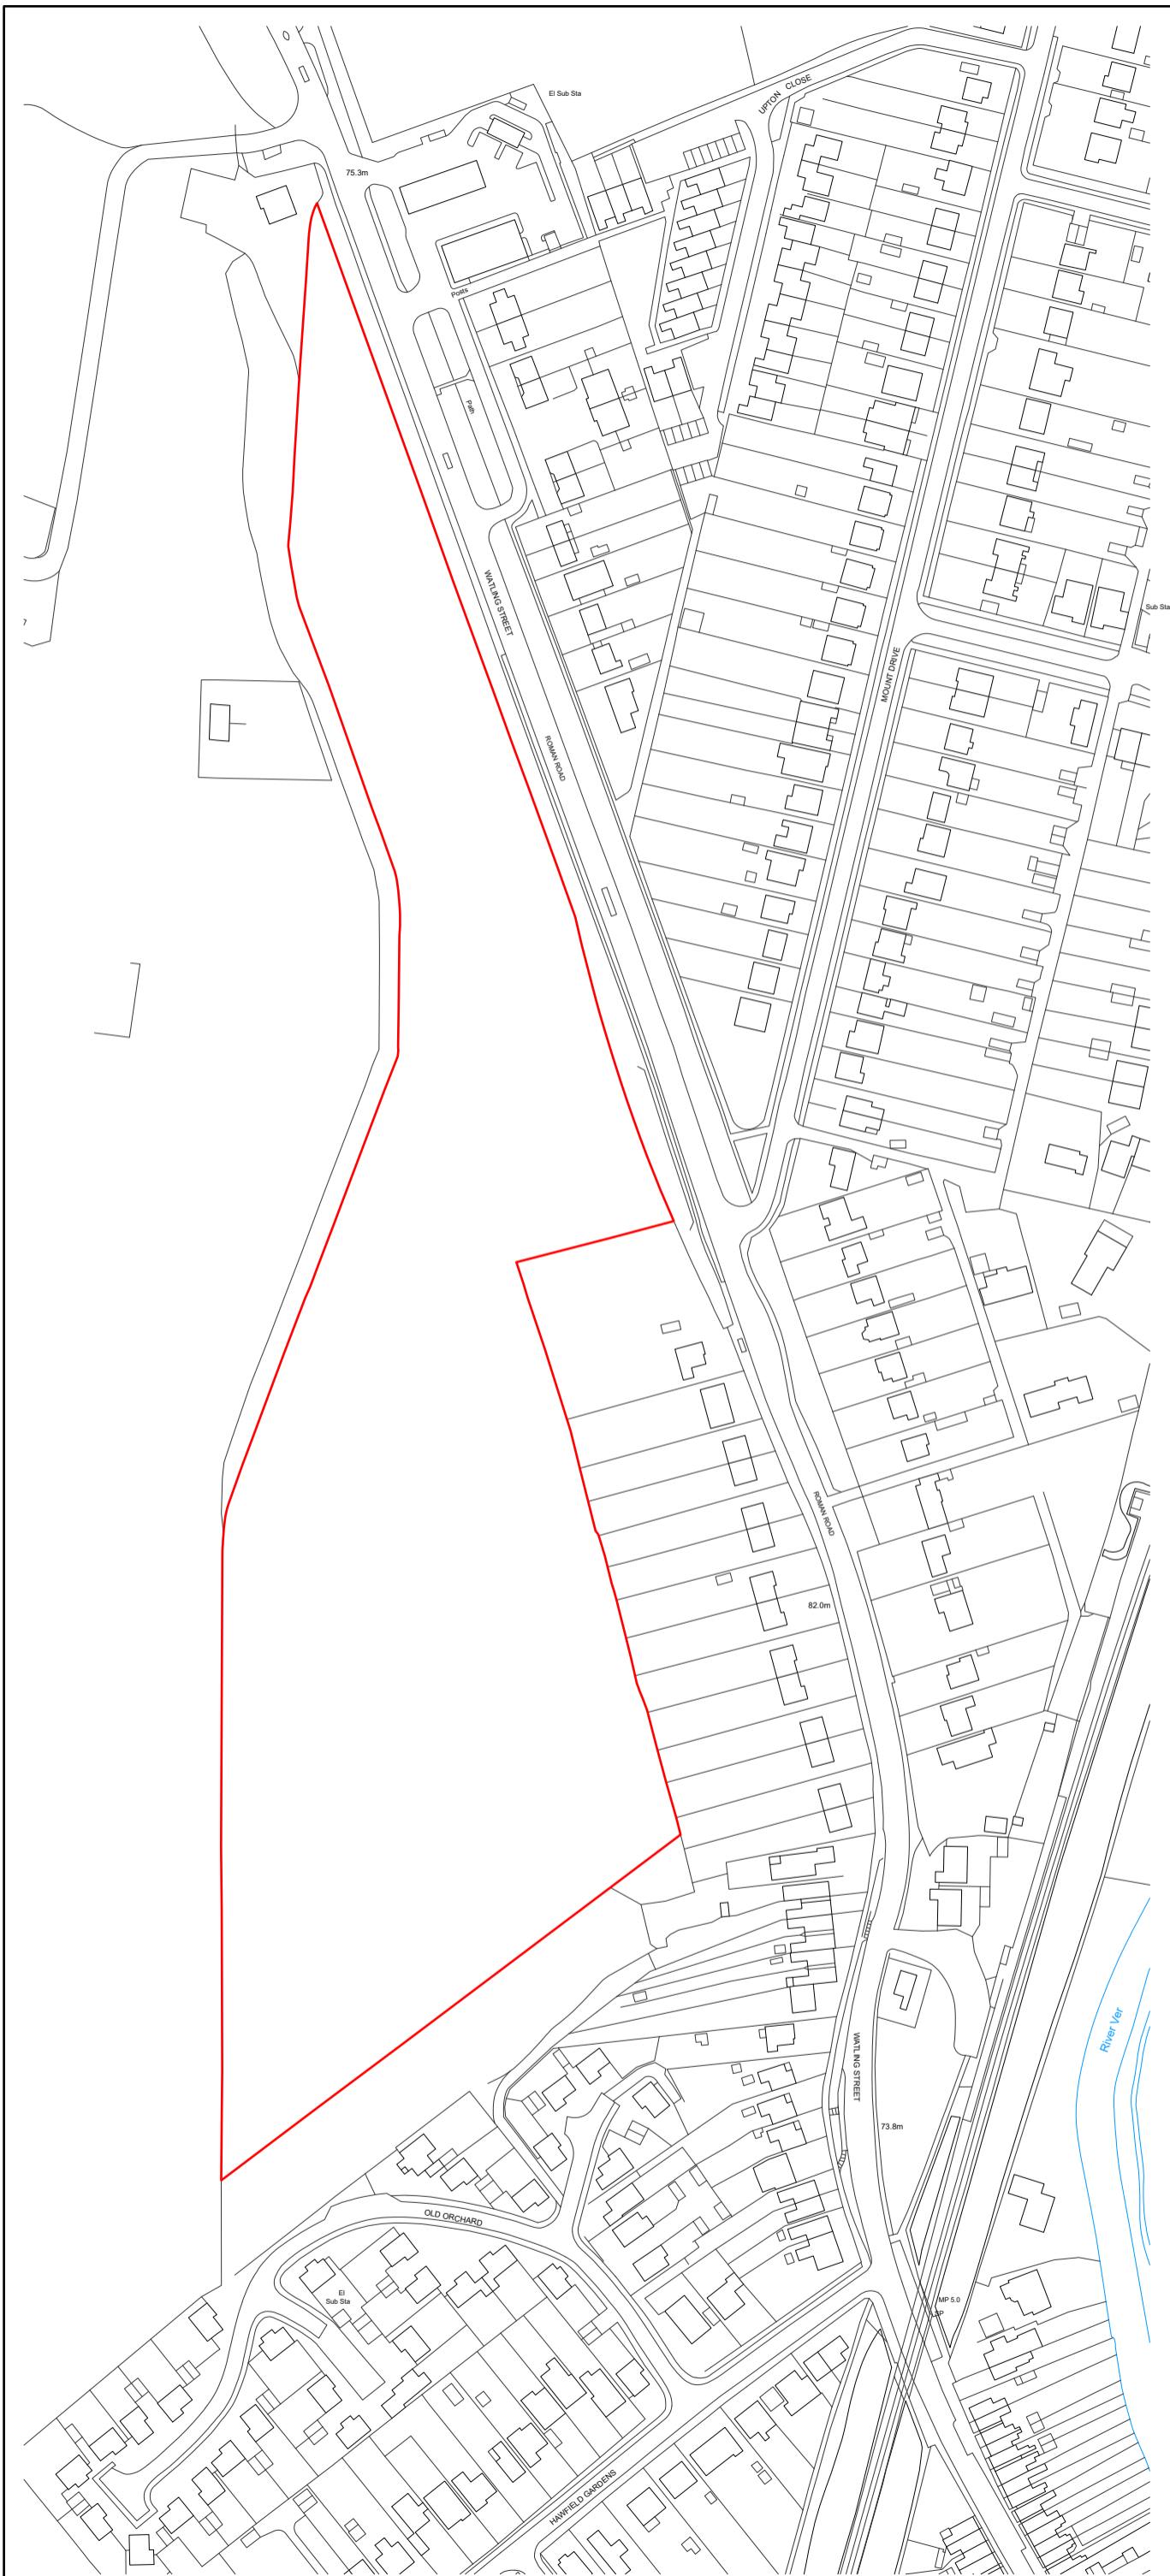 El Sub Sta
UPTON CLOSE
75.3m
Posts
Path
WATLING STREET
Sub Sta
MOUNT DRIVE
ROMAN ROAD
ROMAN ROAD
82.0m
River Ver
WATLING STREET
73.8m
OLD ORCHARD
El
Sub Sta
MP 5.0
HAWFIELD GARDENS